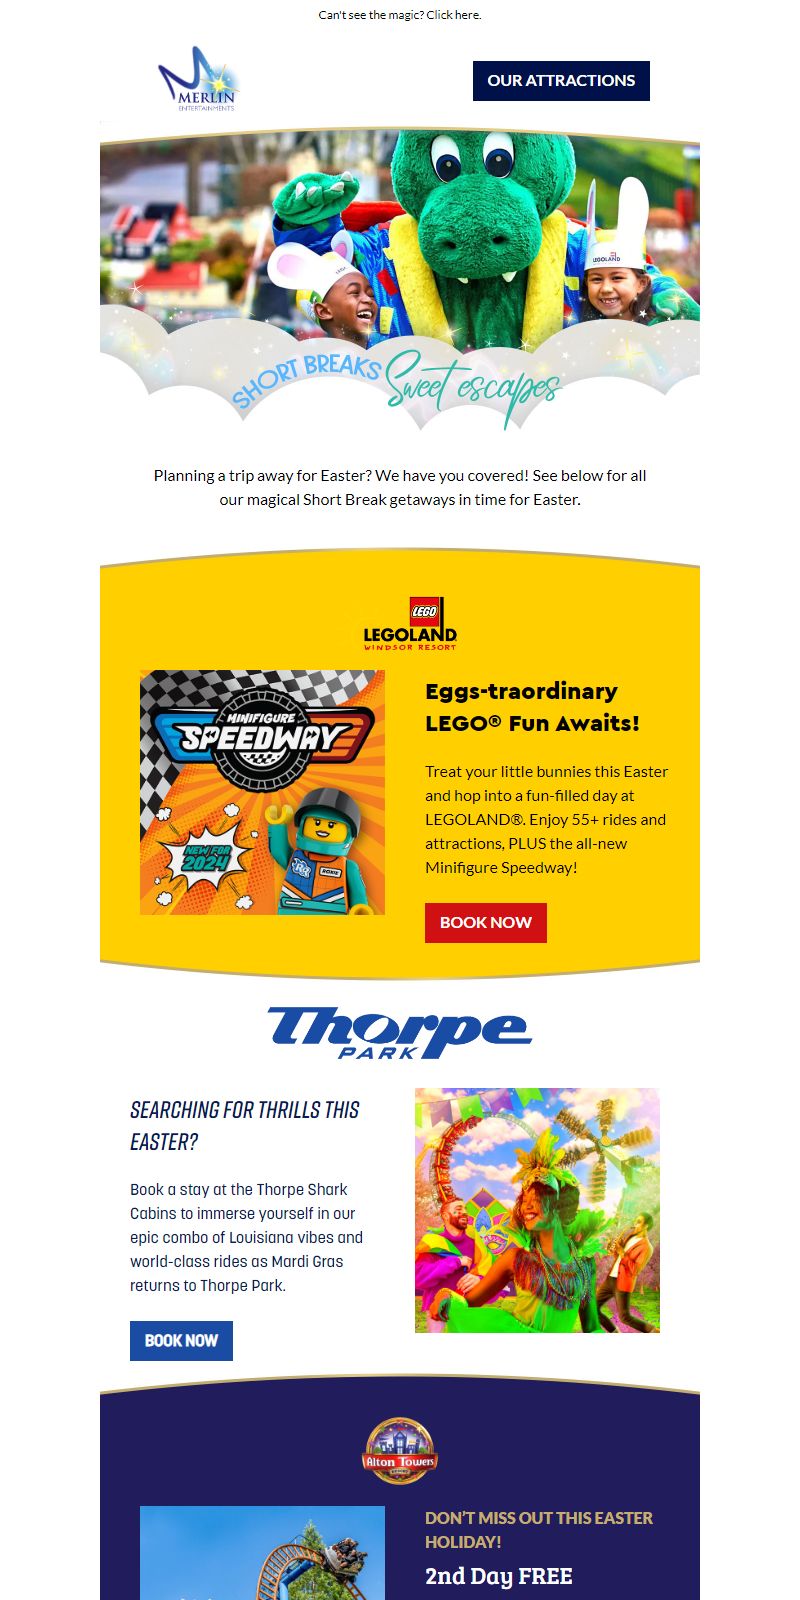 Can't see the magic? Click here.
MERLIN
ENTERTAINMENTS
OUR ATTRACTIONS
LEGOLAND
SHORT BREAKS Sweet escapes
Planning a trip away for Easter? We have you covered! See below for all
our magical Short Break getaways in time for Easter.
LEGO
LEGOLAND
WINDSOR RESORT
MINIFIGURE
SPEEDWAY
NEW FOR
2024
ROXIE
Eggs-traordinary
LEGO® Fun Awaits!
Treat your little bunnies this Easter
and hop into a fun-filled day at
LEGOLAND®. Enjoy 55+ rides and
attractions, PLUS the all-new
Minifigure Speedway!
BOOK NOW
Thorpe
PARK
SEARCHING FOR THRILLS THIS
EASTER?
Book a stay at the Thorpe Shark
Cabins to immerse yourself in our
epic combo of Louisiana vibes and
world-class rides as Mardi Gras
returns to Thorpe Park.
BOOK NOW
Alton Towers
RESORT
DON'T MISS OUT THIS EASTER
HOLIDAY!
2nd Day FREE